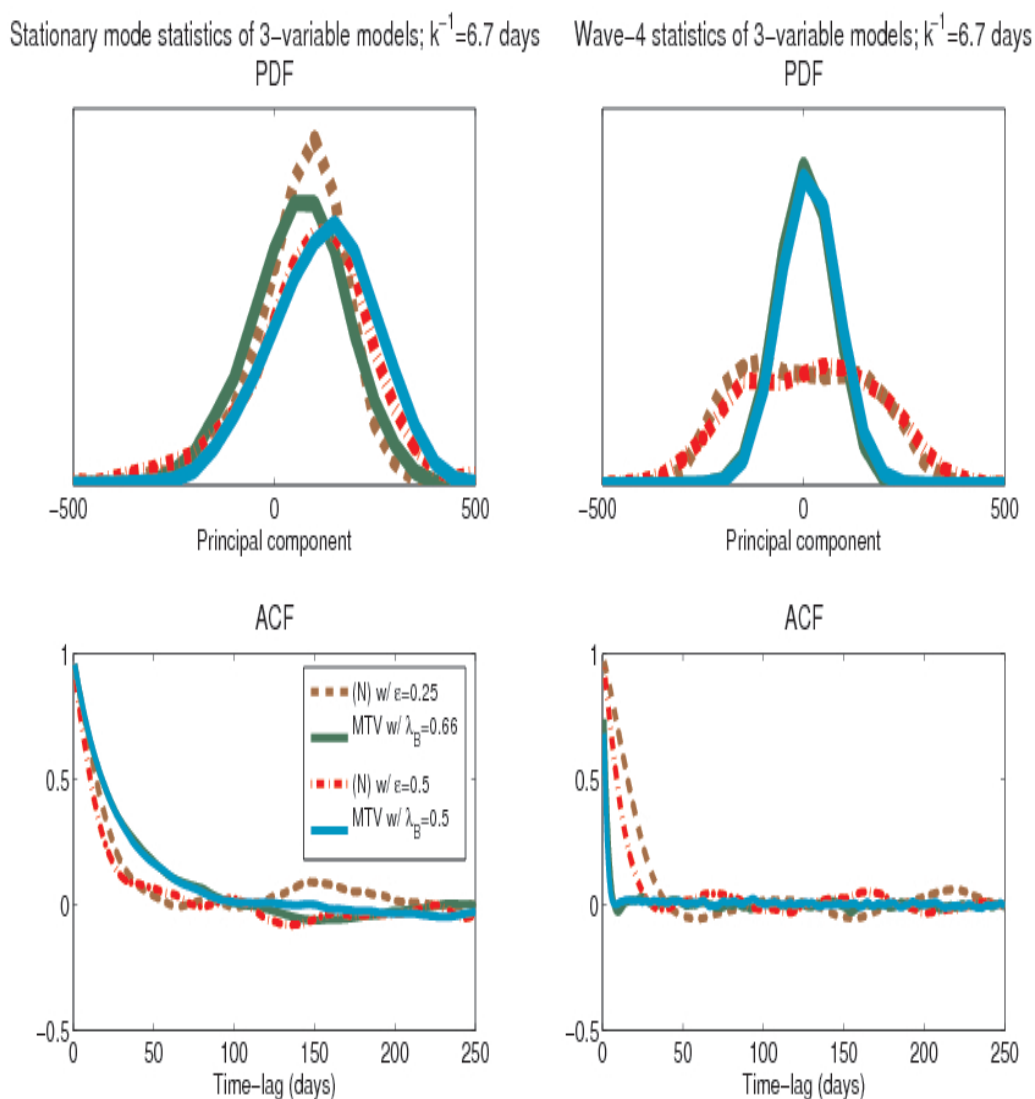 Stationary mode statistics of 3−variable models; k⁻¹=6.7 days
PDF
−500 0 500
Principal component
Wave−4 statistics of 3−variable models; k⁻¹=6.7 days
PDF
−500 0 500
Principal component
ACF
1
0.5
0
−0.5
0 50 100 150 200 250
Time−lag (days)
(N) w/ ε=0.25
MTV w/ λ_B=0.66
(N) w/ ε=0.5
MTV w/ λ_B=0.5
ACF
1
0.5
0
−0.5
0 50 100 150 200 250
Time−lag (days)